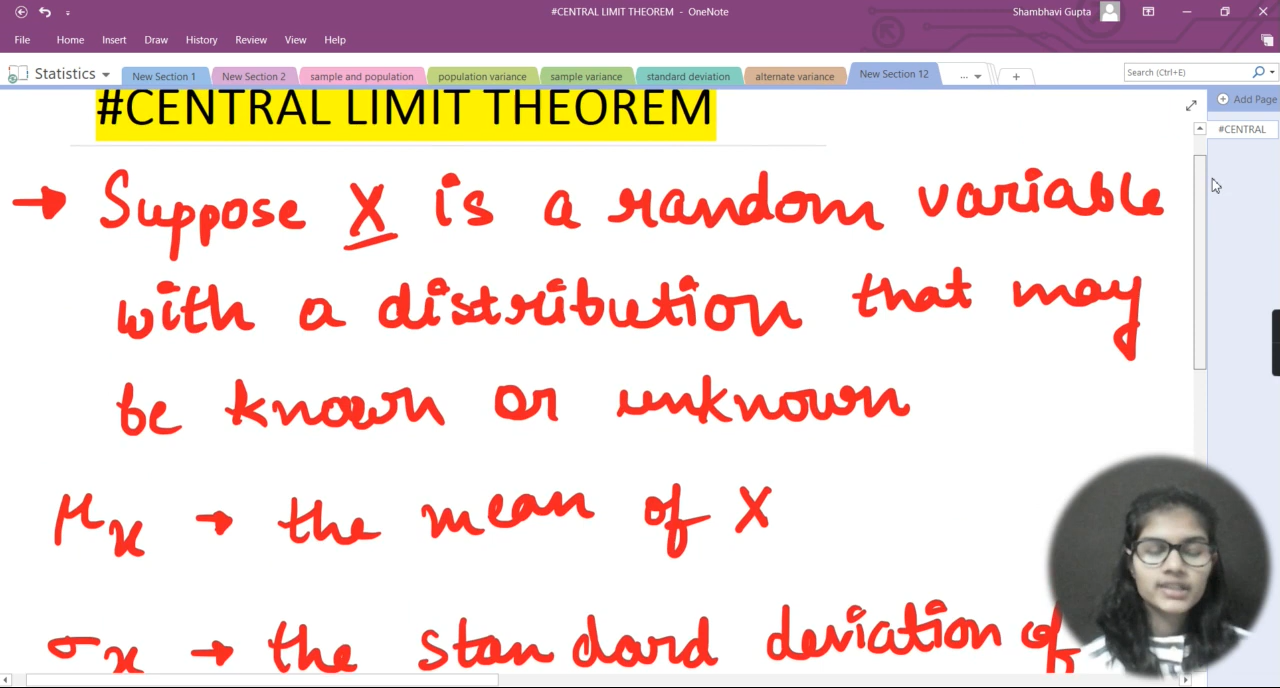 #CENTRAL LIMIT THEOREM - OneNote
Shambhavi Gupta
File Home Insert Draw History Review View Help
Statistics
New Section 1 New Section 2 sample and population population variance sample variance standard deviation alternate variance New Section 12 ... +
Search (Ctrl+E)
Add Page
#CENTRAL
#CENTRAL LIMIT THEOREM
→ Suppose X is a random variable
with a distribution that may
be known or unknown
μx → the mean of X
σx → the standard deviation of